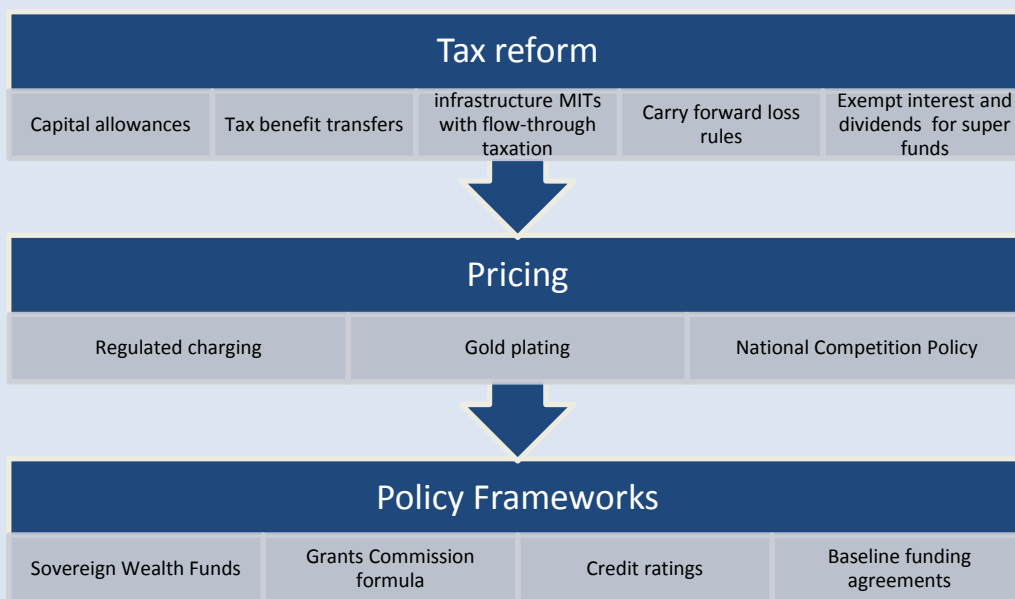 Tax reform
Capital allowances
Tax benefit transfers
infrastructure MITs
with flow-through
taxation
Carry forward loss
rules
Exempt interest and
dividends for super
funds
Pricing
Regulated charging
Gold plating
National Competition Policy
Policy Frameworks
Sovereign Wealth Funds
Grants Commission
formula
Credit ratings
Baseline funding
agreements